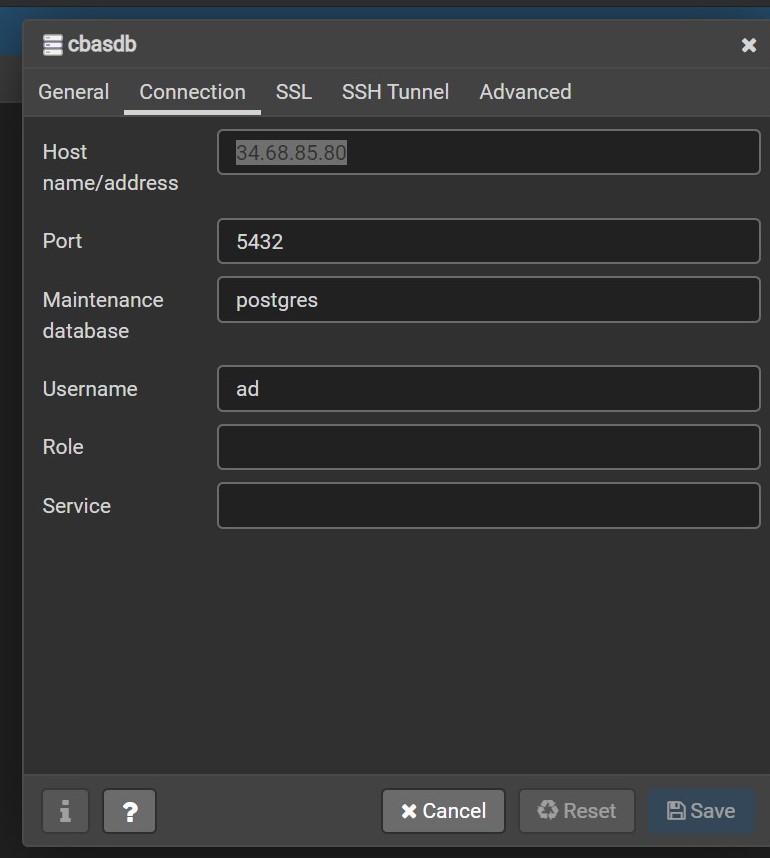 cbasdb
General Connection SSL SSH Tunnel Advanced
Host
name/address
34.68.85.80
Port
5432
Maintenance
database
postgres
Username
ad
Role
Service
i ? Cancel Reset Save